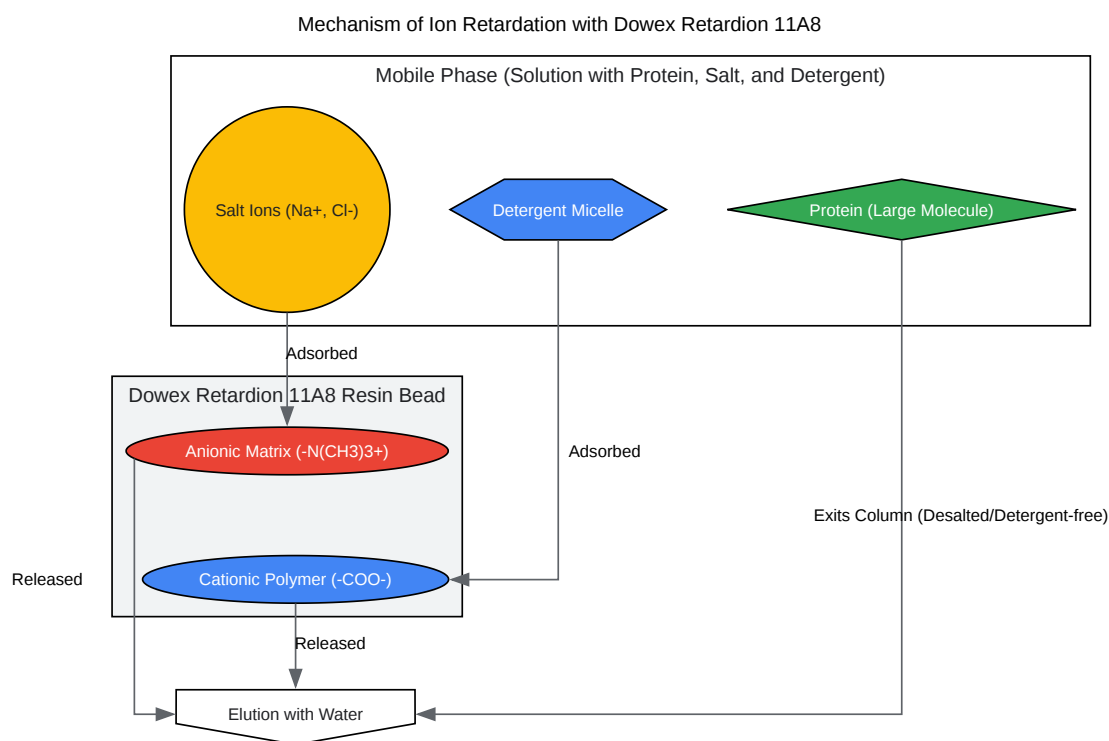 Mechanism of Ion Retardation with Dowex Retardion 11A8
Mobile Phase (Solution with Protein, Salt, and Detergent)
Salt Ions (Na+, Cl-)
Detergent Micelle
Protein (Large Molecule)
Adsorbed
Dowex Retardion 11A8 Resin Bead
Anionic Matrix (-N(CH3)3+)
Adsorbed
Exits Column (Desalted/Detergent-free)
Released
Cationic Polymer (-COO-)
Released
Elution with Water